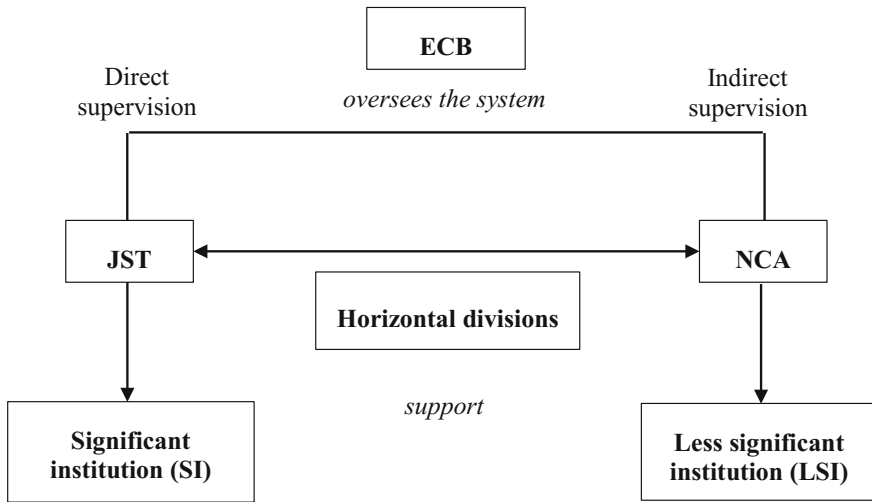 ECB
Direct
supervision
oversees the system
Indirect
supervision
JST
NCA
Horizontal divisions
support
Significant
institution (SI)
Less significant
institution (LSI)